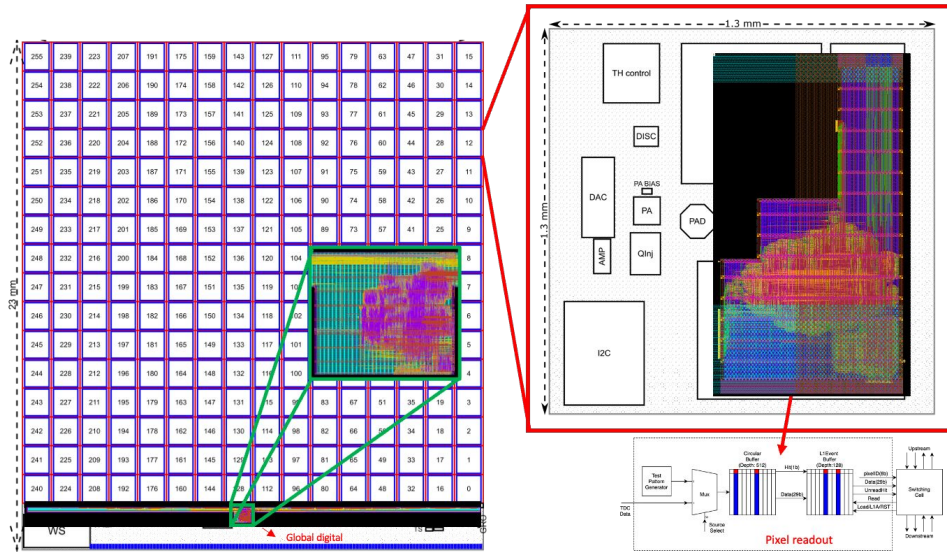 255 239 223 207 191 175 159 143 127 111 95 79 63 47 31 15
254 238 222 206 190 174 158 142 126 110 94 78 62 46 30 14
253 237 221 205 189 173 157 141 125 109 93 77 61 45 29 13
252 236 220 204 188 172 156 140 124 108 92 76 60 44 28 12
251 235 219 203 187 171 155 139 123 107 91 75 59 43 27 11
250 234 218 202 186 170 154 138 122 106 90 74 58 42 26 10
249 233 217 201 185 169 153 137 121 105 89 73 57 41 25 9
248 232 216 200 184 168 152 136 120 104 8
247 231 215 199 183 167 151 135 119 7
246 230 214 198 182 166 150 134 118 102 6
245 229 213 197 181 165 149 133 117 101 5
244 228 212 196 180 164 148 132 100 4
243 227 211 195 179 163 147 131 115 83 67 51 35 19 3
242 226 210 194 178 162 146 130 114 98 82 66 34 18 2
241 225 209 193 177 161 145 129 113 97 81 65 49 33 17 1
240 224 208 192 176 160 144 128 112 96 80 64 48 32 16 0
23 mm
WS
Global digital
1.3 mm
1.3 mm
TH control
DISC
DAC
PA BIAS
PA
PAD
AMP
QInj
I2C
Test
Pattern
Generator
TDC
Data
Mux
Source
Select
Circular
Buffer
(Depth: 512)
Hit(1b)
Data(29b)
L1Event
Buffer
(Depth:128)
pixelID(8b)
Data(29b)
UnreadHit
Read
Load/L1A/RST
Upstream
Switching
Cell
Downstream
Pixel readout